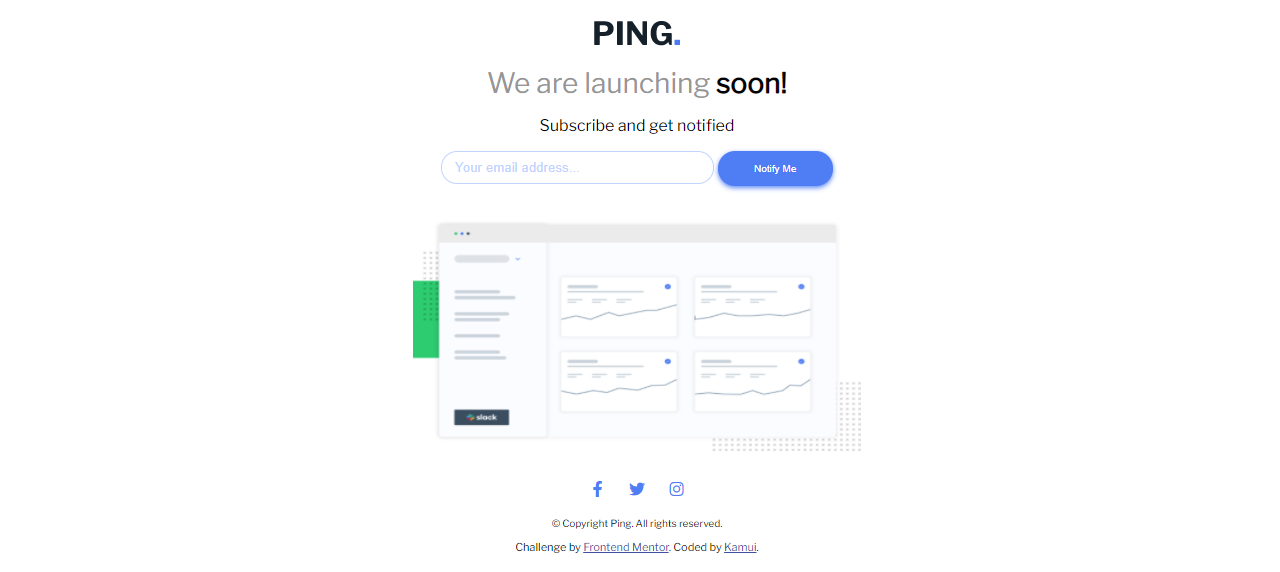 PING.
We are launching soon!
Subscribe and get notified
Your email address...
Notify Me
slack
© Copyright Ping. All rights reserved.
Challenge by Frontend Mentor. Coded by Kamui.